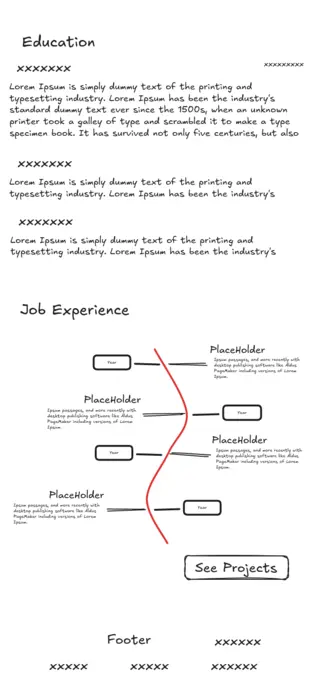 Education
xxxxxxx
xxxxxxxxx
Lorem Ipsum is simply dummy text of the printing and
typesetting industry. Lorem Ipsum has been the industry's
standard dummy text ever since the 1500s, when an unknown
printer took a galley of type and scrambled it to make a type
specimen book. It has survived not only five centuries, but also
xxxxxxx
Lorem Ipsum is simply dummy text of the printing and
typesetting industry. Lorem Ipsum has been the industry's
xxxxxxx
Lorem Ipsum is simply dummy text of the printing and
typesetting industry. Lorem Ipsum has been the industry's
Job Experience
PlaceHolder
Year
Ipsum passages, and more recently with
desktop publishing software like Aldus
PageMaker including versions of Lorem
Ipsum.
PlaceHolder
Ipsum passages, and more recently with
desktop publishing software like Aldus
PageMaker including versions of Lorem
Ipsum.
Year
PlaceHolder
Year
Ipsum passages, and more recently with
desktop publishing software like Aldus
PageMaker including versions of Lorem
Ipsum.
PlaceHolder
Ipsum passages, and more recently with
desktop publishing software like Aldus
PageMaker including versions of Lorem
Ipsum.
Year
See Projects
Footer
xxxxxx
xxxxx
xxxxx
xxxxxx